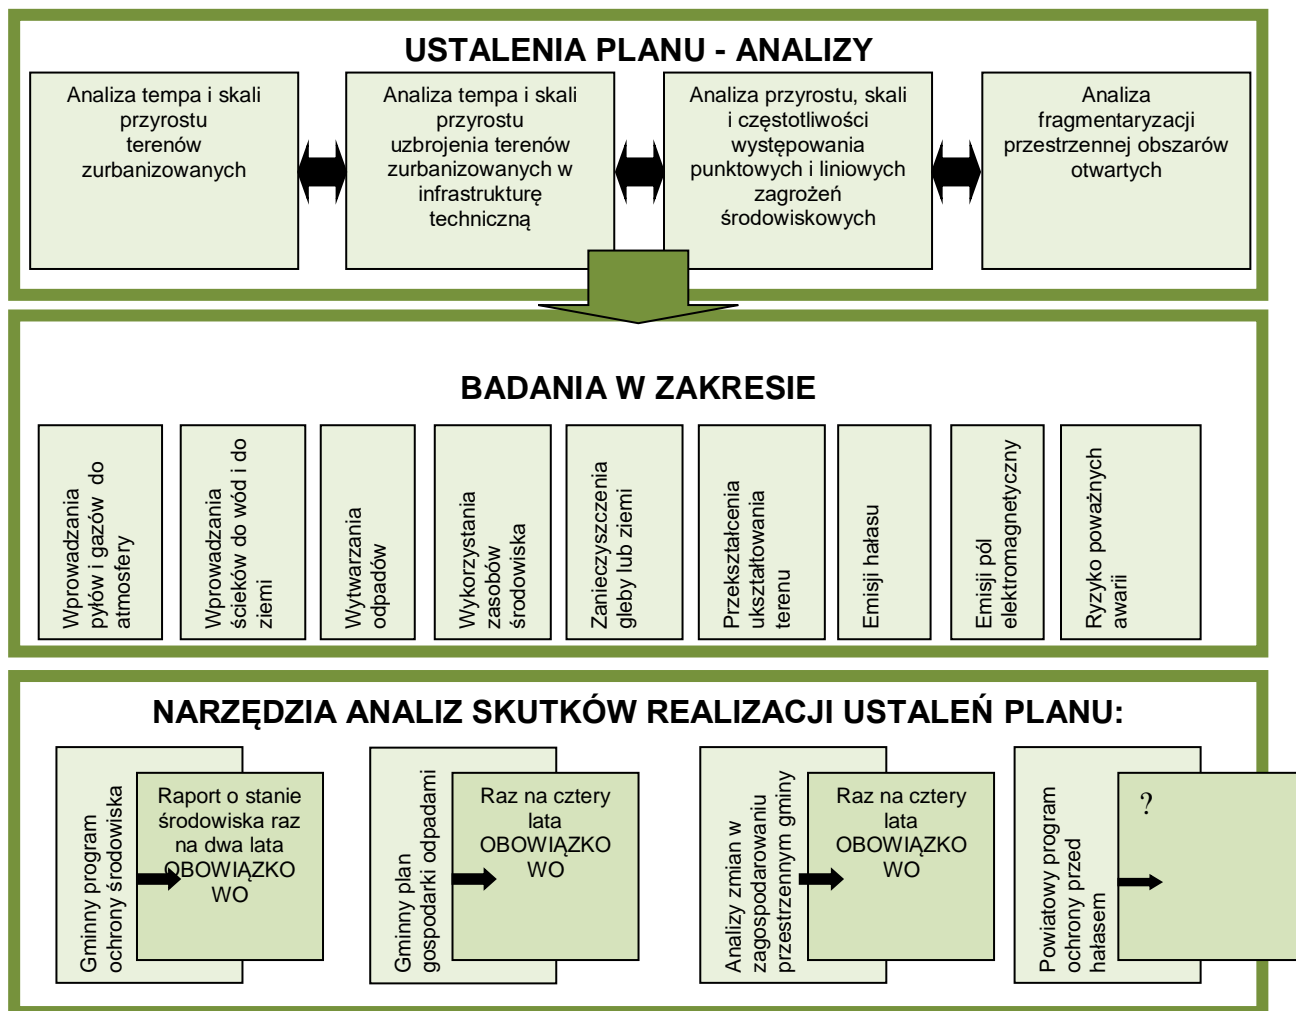 USTALENIA PLANU - ANALIZY
Analiza tempa i skali
przyrostu
terenów
zurbanizowanych
Analiza tempa i skali
przyrostu
uzbrojenia terenów
zurbanizowanych w
infrastrukturę
techniczną
Analiza przyrostu, skali
i częstotliwości
występowania
punktowych i liniowych
zagrożeń
środowiskowych
Analiza
fragmentaryzacji
przestrzennej obszarów
otwartych
BADANIA W ZAKRESIE
Wprowadzania
pyłów i gazów do
atmosfery
Wprowadzania
ścieków do wód i do
ziemi
Wytwarzania
odpadów
Wykorzystania
zasobów
środowiska
Zanieczyszczenia
gleby lub ziemi
Przekształcenia
ukształtowania
terenu
Emisji hałasu
Emisji pól
elektromagnetyczny
Ryzyko poważnych
awarii
NARZĘDZIA ANALIZ SKUTKÓW REALIZACJI USTALEŃ PLANU:
Gminny program
ochrony środowiska
Raport o stanie
środowiska raz
na dwa lata
OBOWIĄZKO
WO
Gminny plan
gospodarki odpadami
Raz na cztery
lata
OBOWIĄZKO
WO
Analizy zmian w
zagospodarowaniu
przestrzennym gminy
Raz na cztery
lata
OBOWIĄZKO
WO
Powiatowy program
ochrony przed
hałasem
?